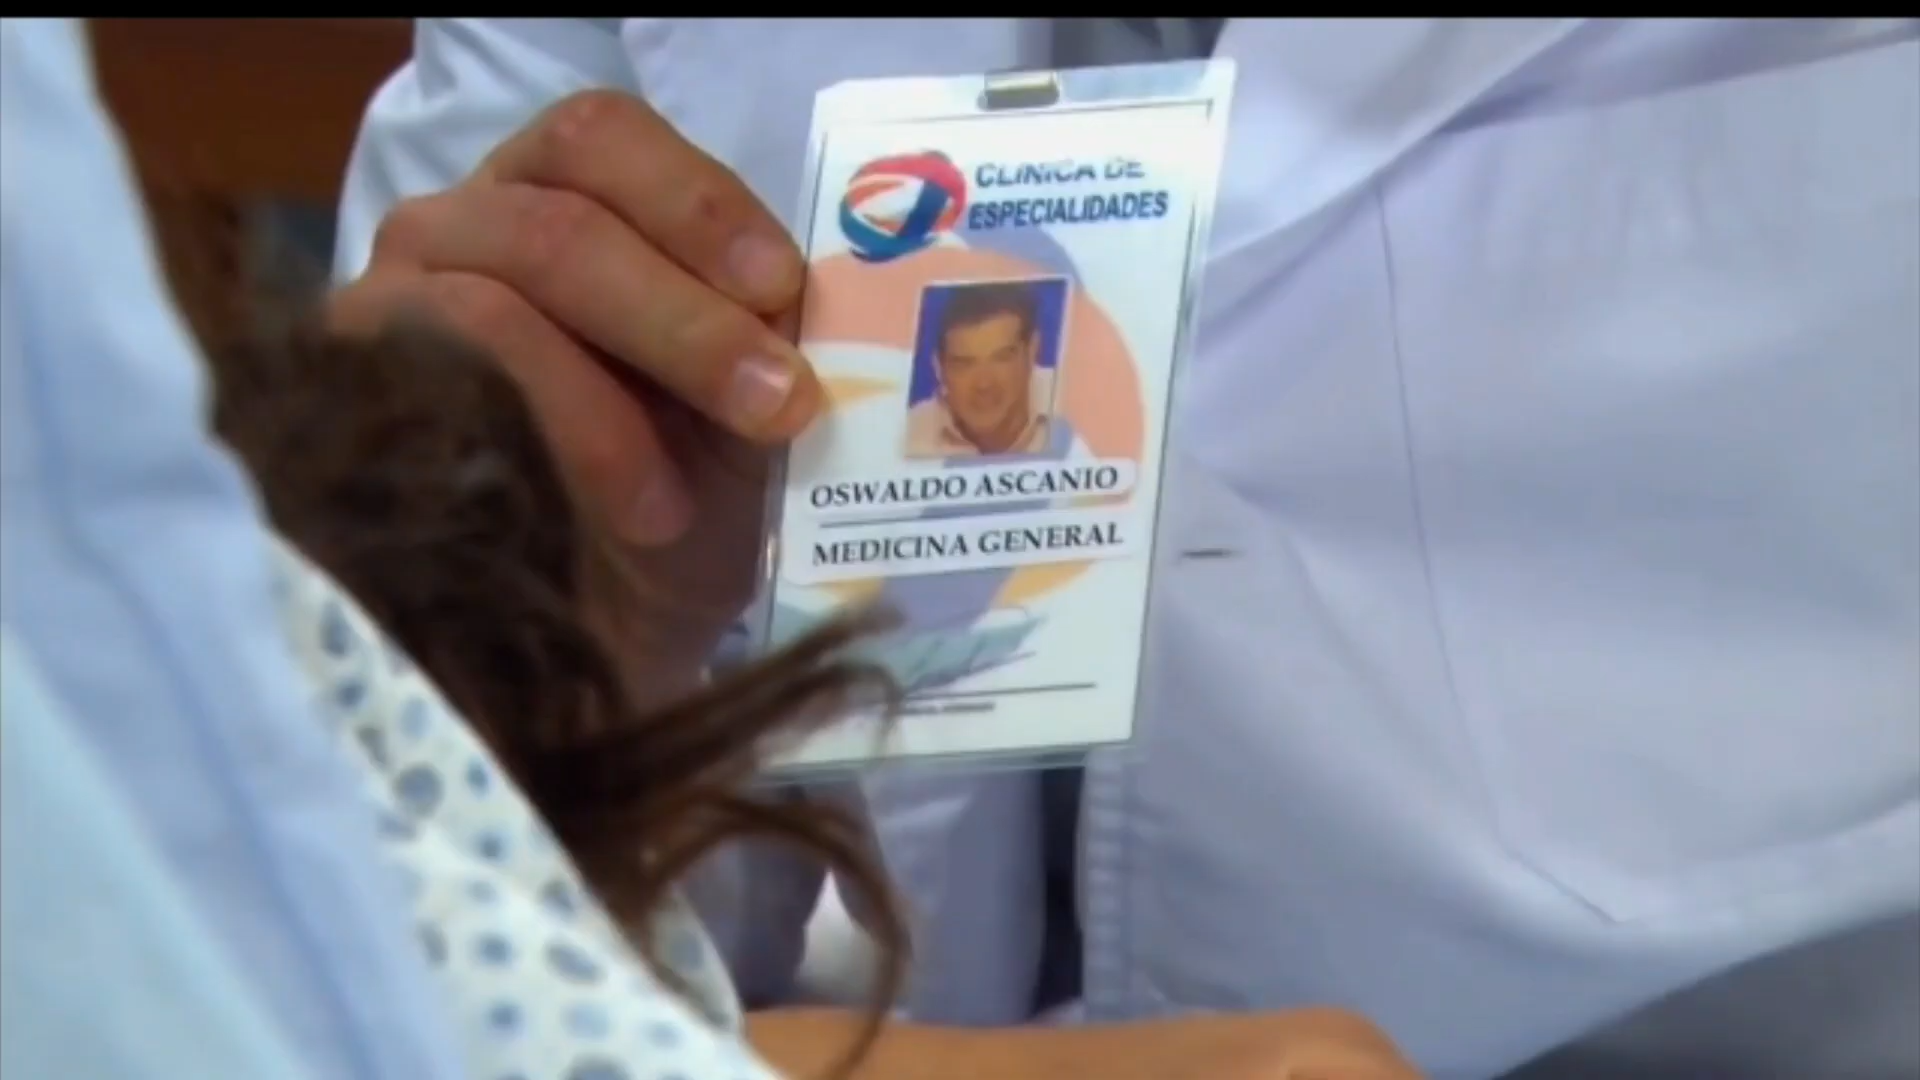 CLINICA DE
ESPECIALIDADES
OSWALDO ASCANIO
MEDICINA GENERAL